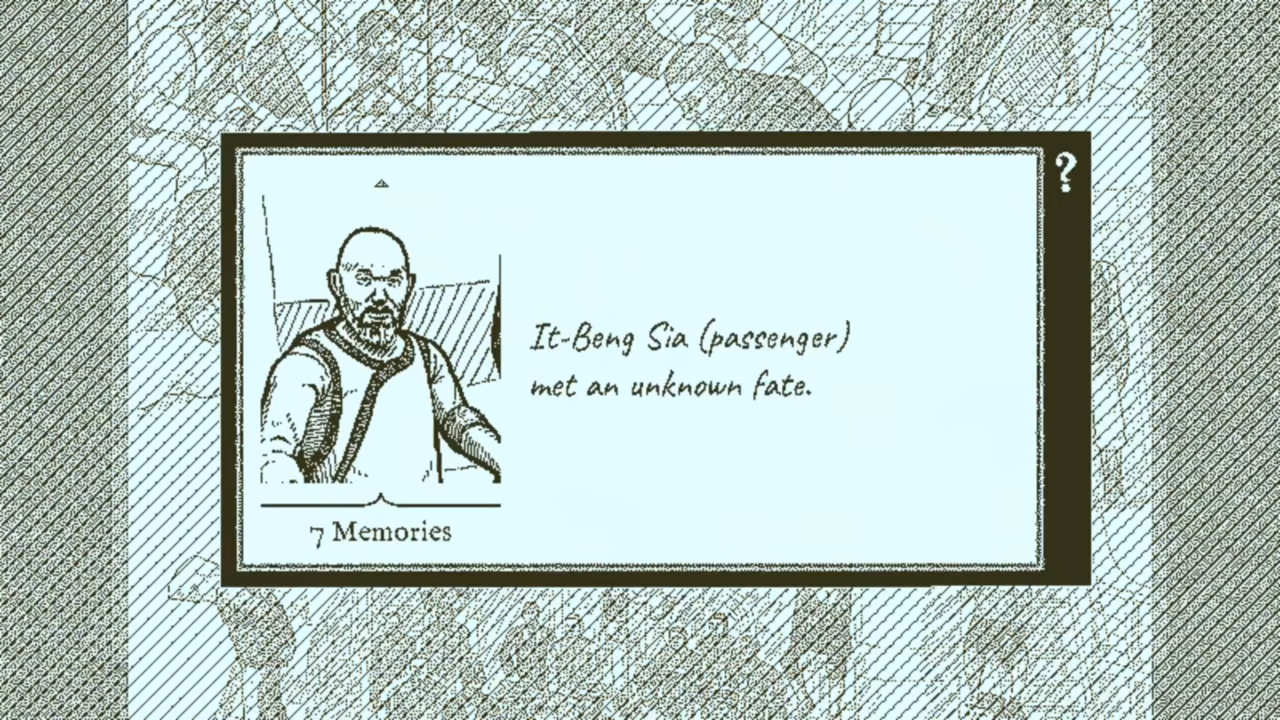 ?
It-Beng Sia (passenger)
met an unknown fate.
7 Memories